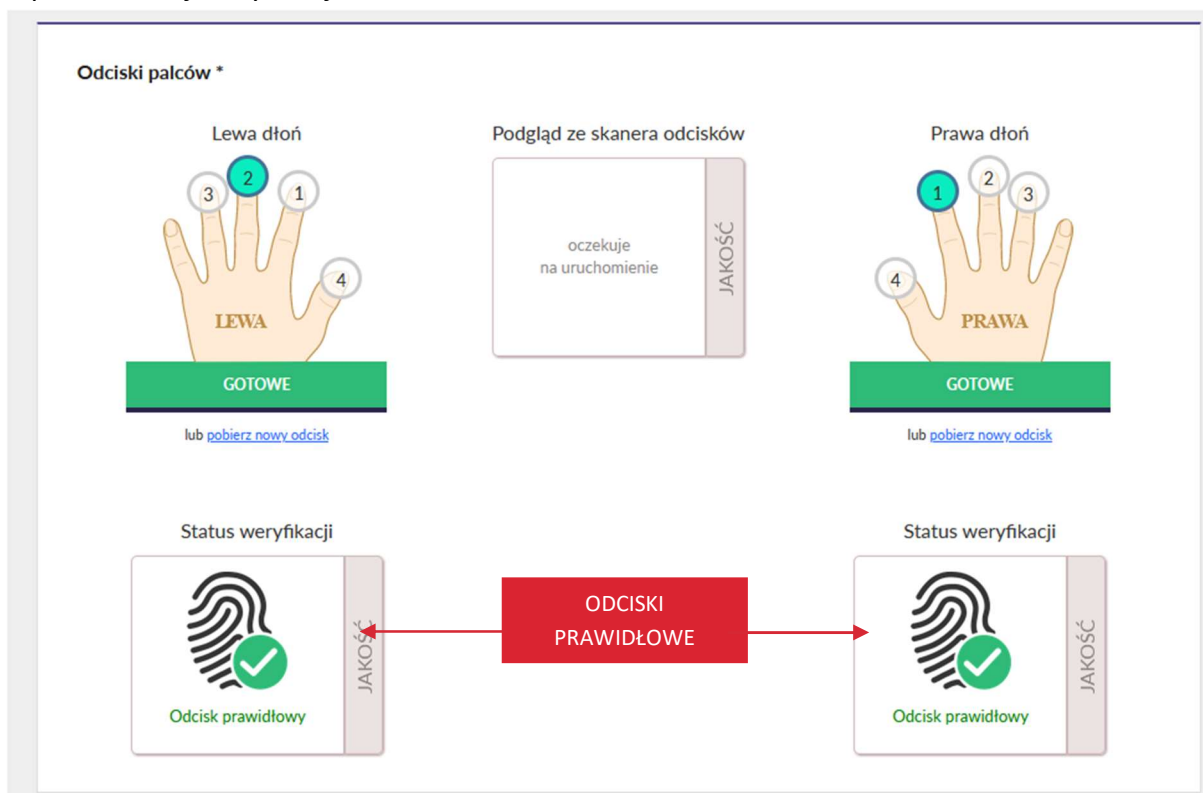 Odciski palców *
Lewa dłoń
Podgląd ze skanera odcisków
Prawa dłoń
3
2
1
4
LEWA
oczekuje
na uruchomienie
JAKOŚĆ
1
2
3
4
PRAWA
GOTOWE
GOTOWE
lub pobierz nowy odcisk
lub pobierz nowy odcisk
Status weryfikacji
Status weryfikacji
JAKOŚĆ
Odcisk prawidłowy
ODCISKI
PRAWIDŁOWE
JAKOŚĆ
Odcisk prawidłowy